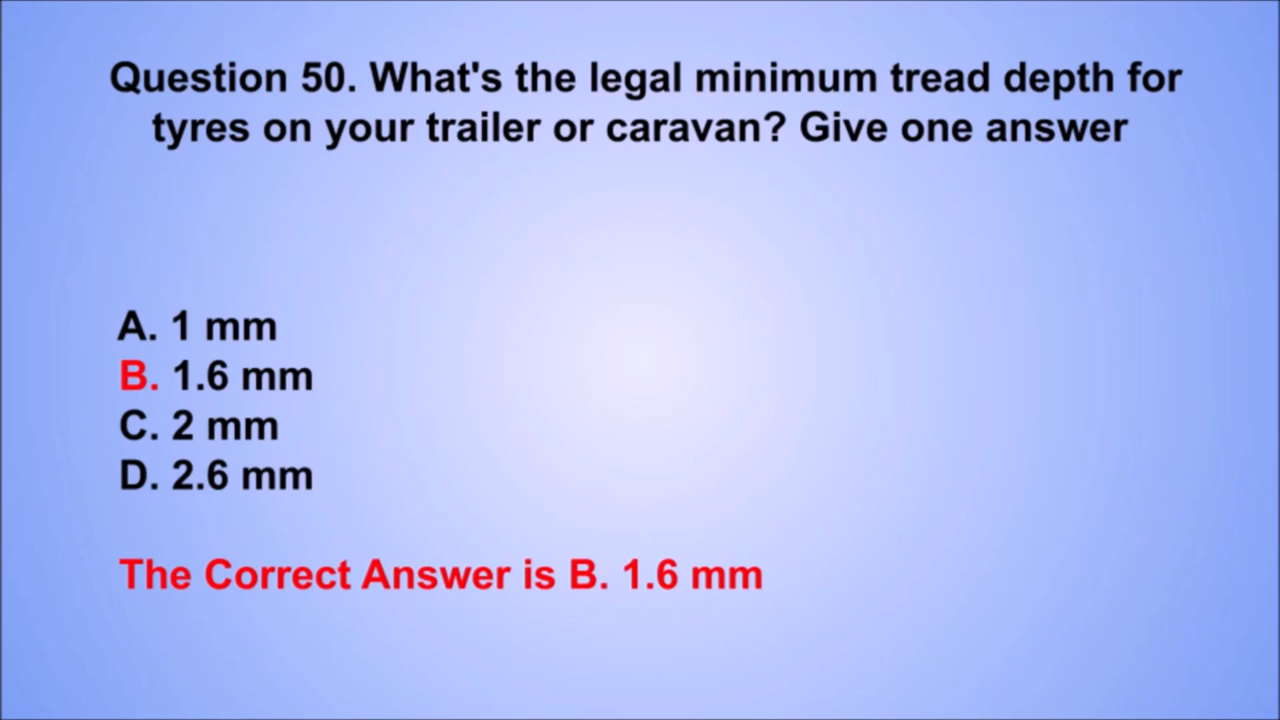 Question 50. What's the legal minimum tread depth for
tyres on your trailer or caravan? Give one answer
A. 1 mm
B. 1.6 mm
C. 2 mm
D. 2.6 mm
The Correct Answer is B. 1.6 mm